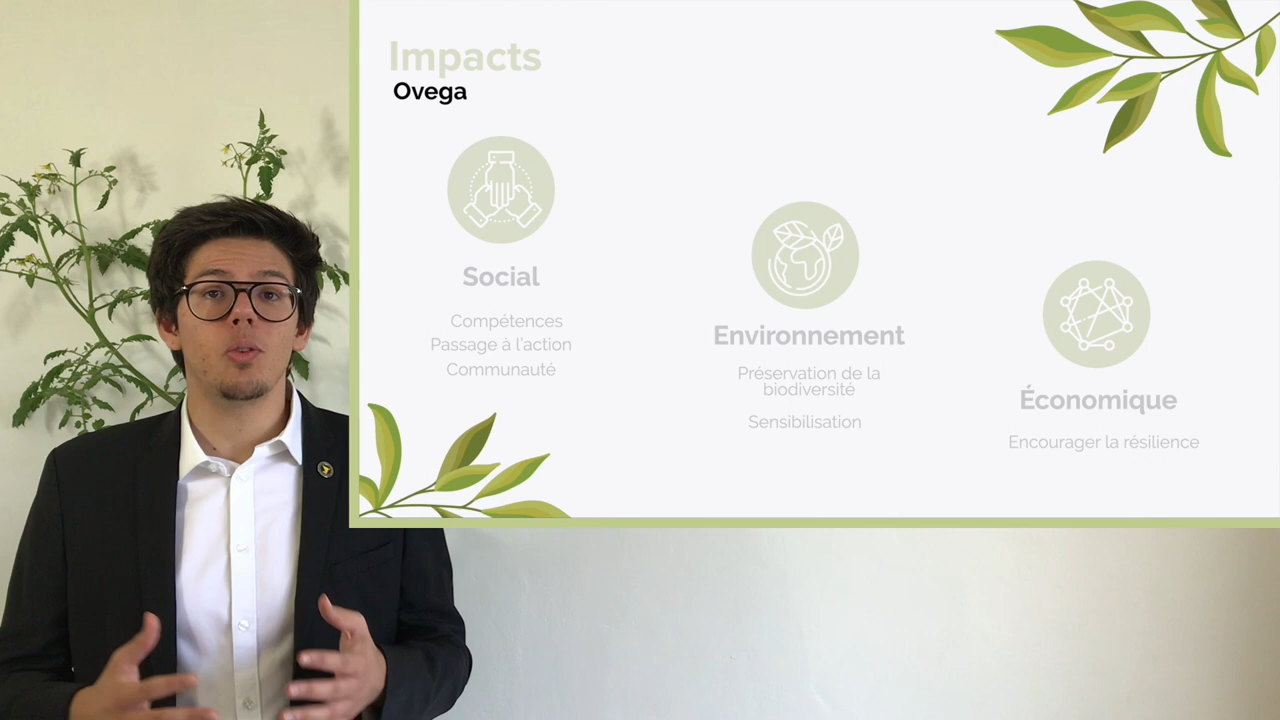 Impacts
Ovega
Social
Compétences
Passage à l'action
Communauté
Environnement
Préservation de la
biodiversité
Sensibilisation
Économique
Encourager la résilience